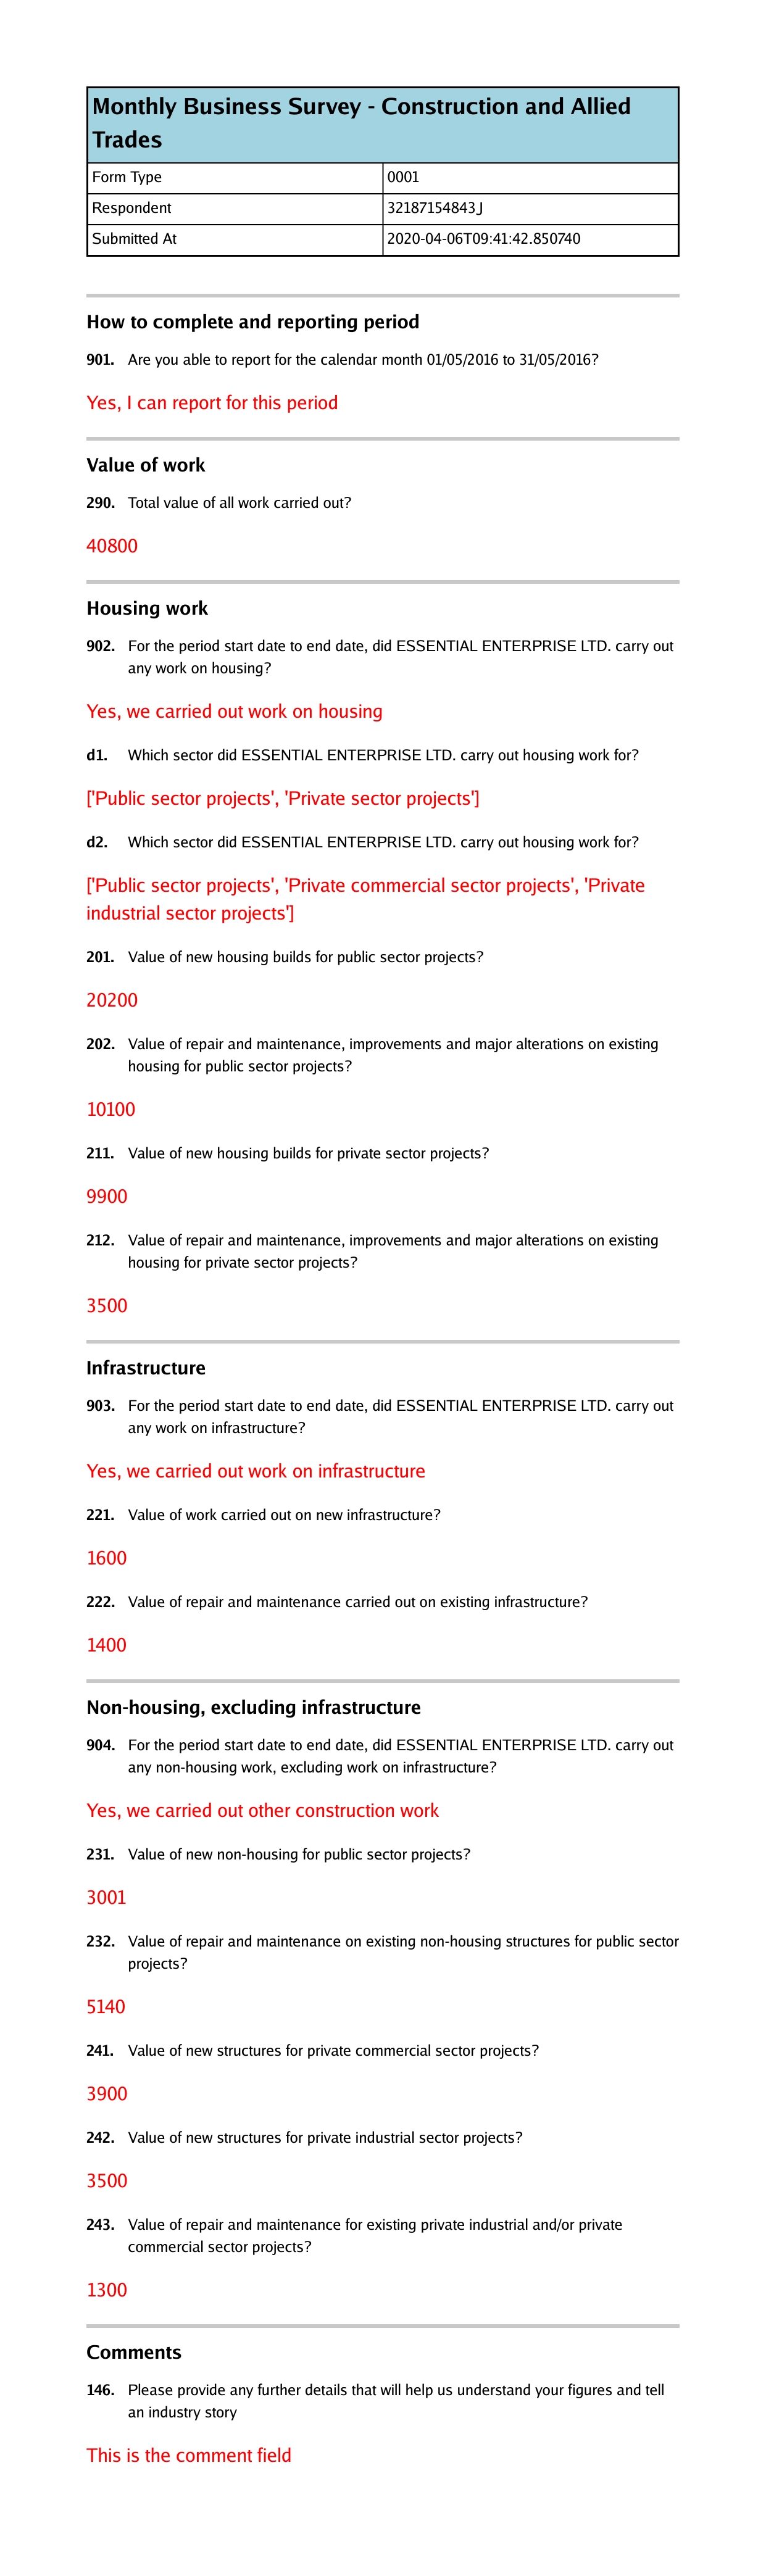 Monthly Business Survey - Construction and Allied
Trades
Form Type 0001
Respondent 32187154843J
Submitted At 2020-04-06T09:41:42.850740
How to complete and reporting period
901. Are you able to report for the calendar month 01/05/2016 to 31/05/2016?
Yes, I can report for this period
Value of work
290. Total value of all work carried out?
40800
Housing work
902. For the period start date to end date, did ESSENTIAL ENTERPRISE LTD. carry out
any work on housing?
Yes, we carried out work on housing
d1. Which sector did ESSENTIAL ENTERPRISE LTD. carry out housing work for?
['Public sector projects', 'Private sector projects']
d2. Which sector did ESSENTIAL ENTERPRISE LTD. carry out housing work for?
['Public sector projects', 'Private commercial sector projects', 'Private
industrial sector projects']
201. Value of new housing builds for public sector projects?
20200
202. Value of repair and maintenance, improvements and major alterations on existing
housing for public sector projects?
10100
211. Value of new housing builds for private sector projects?
9900
212. Value of repair and maintenance, improvements and major alterations on existing
housing for private sector projects?
3500
Infrastructure
903. For the period start date to end date, did ESSENTIAL ENTERPRISE LTD. carry out
any work on infrastructure?
Yes, we carried out work on infrastructure
221. Value of work carried out on new infrastructure?
1600
222. Value of repair and maintenance carried out on existing infrastructure?
1400
Non-housing, excluding infrastructure
904. For the period start date to end date, did ESSENTIAL ENTERPRISE LTD. carry out
any non-housing work, excluding work on infrastructure?
Yes, we carried out other construction work
231. Value of new non-housing for public sector projects?
3001
232. Value of repair and maintenance on existing non-housing structures for public sector
projects?
5140
241. Value of new structures for private commercial sector projects?
3900
242. Value of new structures for private industrial sector projects?
3500
243. Value of repair and maintenance for existing private industrial and/or private
commercial sector projects?
1300
Comments
146. Please provide any further details that will help us understand your figures and tell
an industry story
This is the comment field